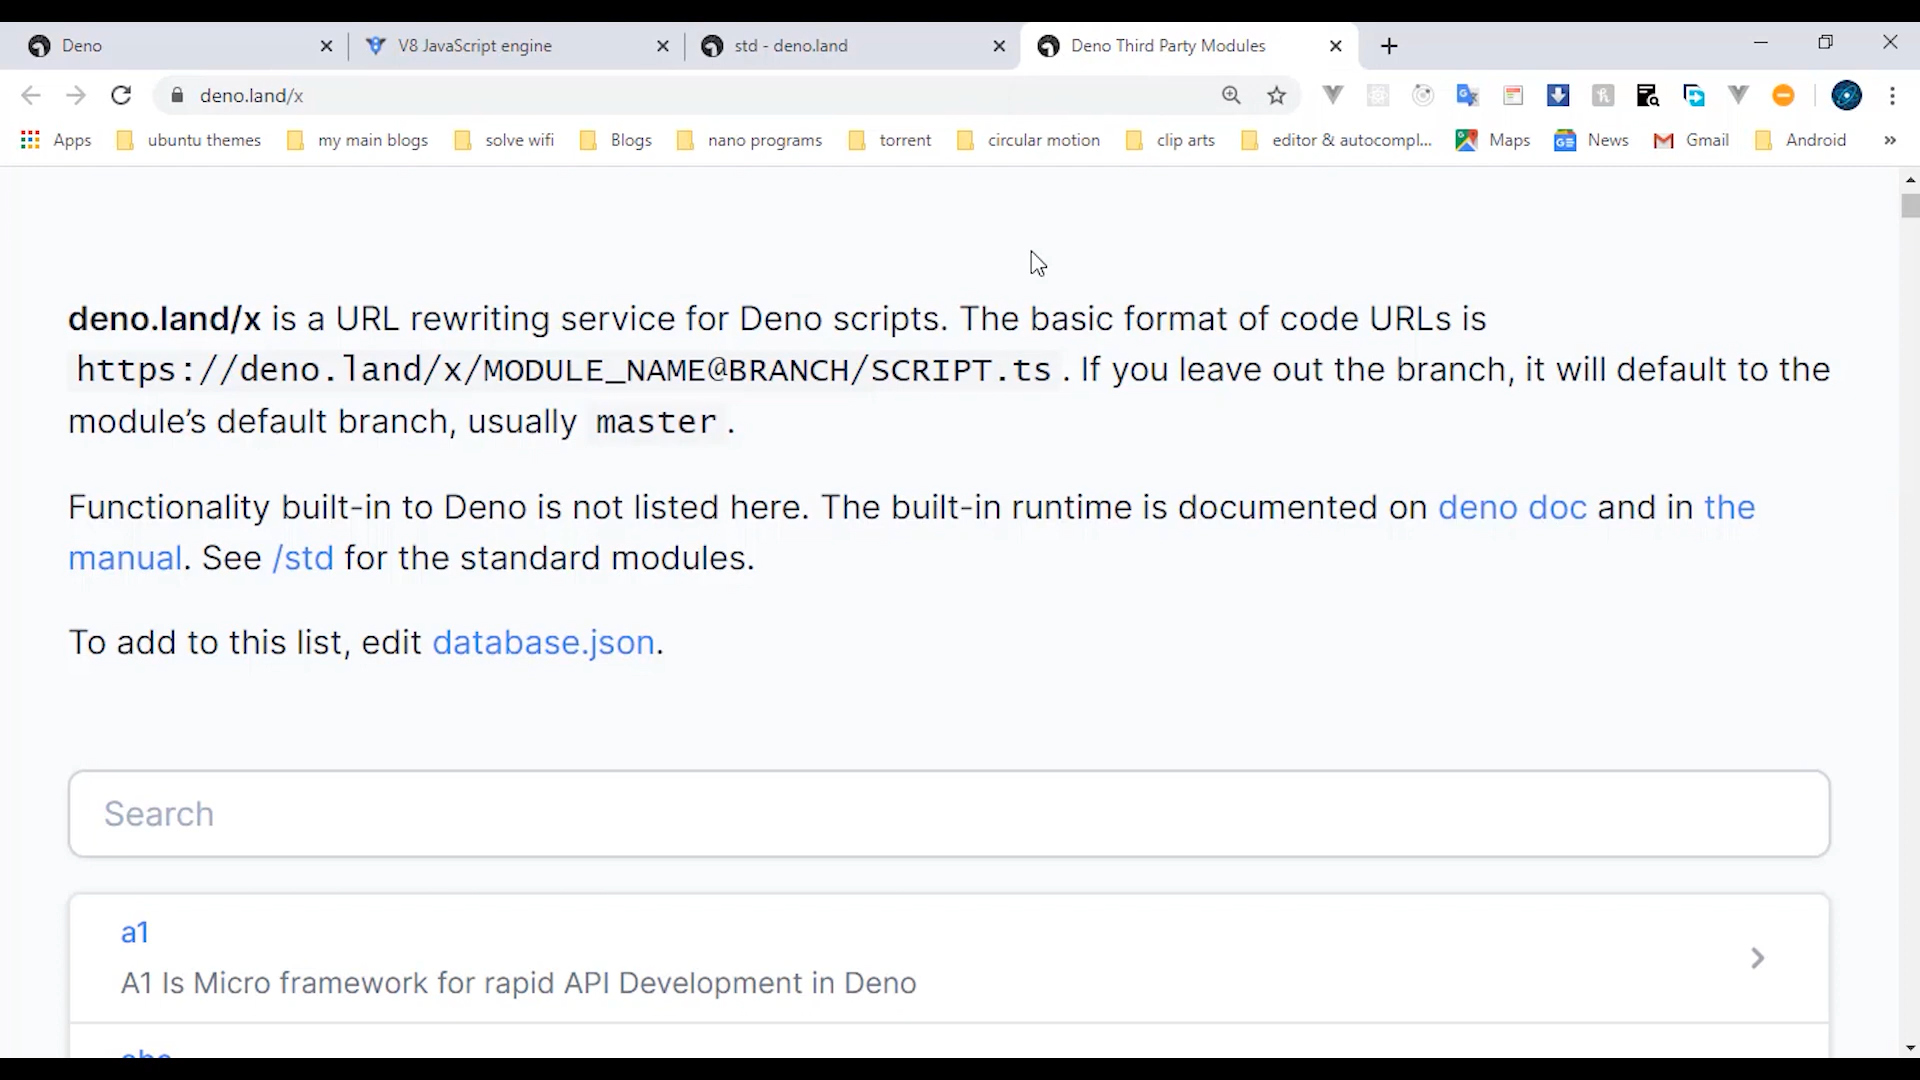 Deno
V8 JavaScript engine
std - deno.land
Deno Third Party Modules
deno.land/x
Apps
ubuntu themes
my main blogs
solve wifi
Blogs
nano programs
torrent
circular motion
clip arts
editor & autocompl...
Maps
News
Gmail
Android
»
deno.land/x is a URL rewriting service for Deno scripts. The basic format of code URLs is
https://deno.land/x/MODULE_NAME@BRANCH/SCRIPT.ts . If you leave out the branch, it will default to the
module’s default branch, usually master .
Functionality built-in to Deno is not listed here. The built-in runtime is documented on deno doc and in the
manual. See /std for the standard modules.
To add to this list, edit database.json.
Search
a1
A1 Is Micro framework for rapid API Development in Deno